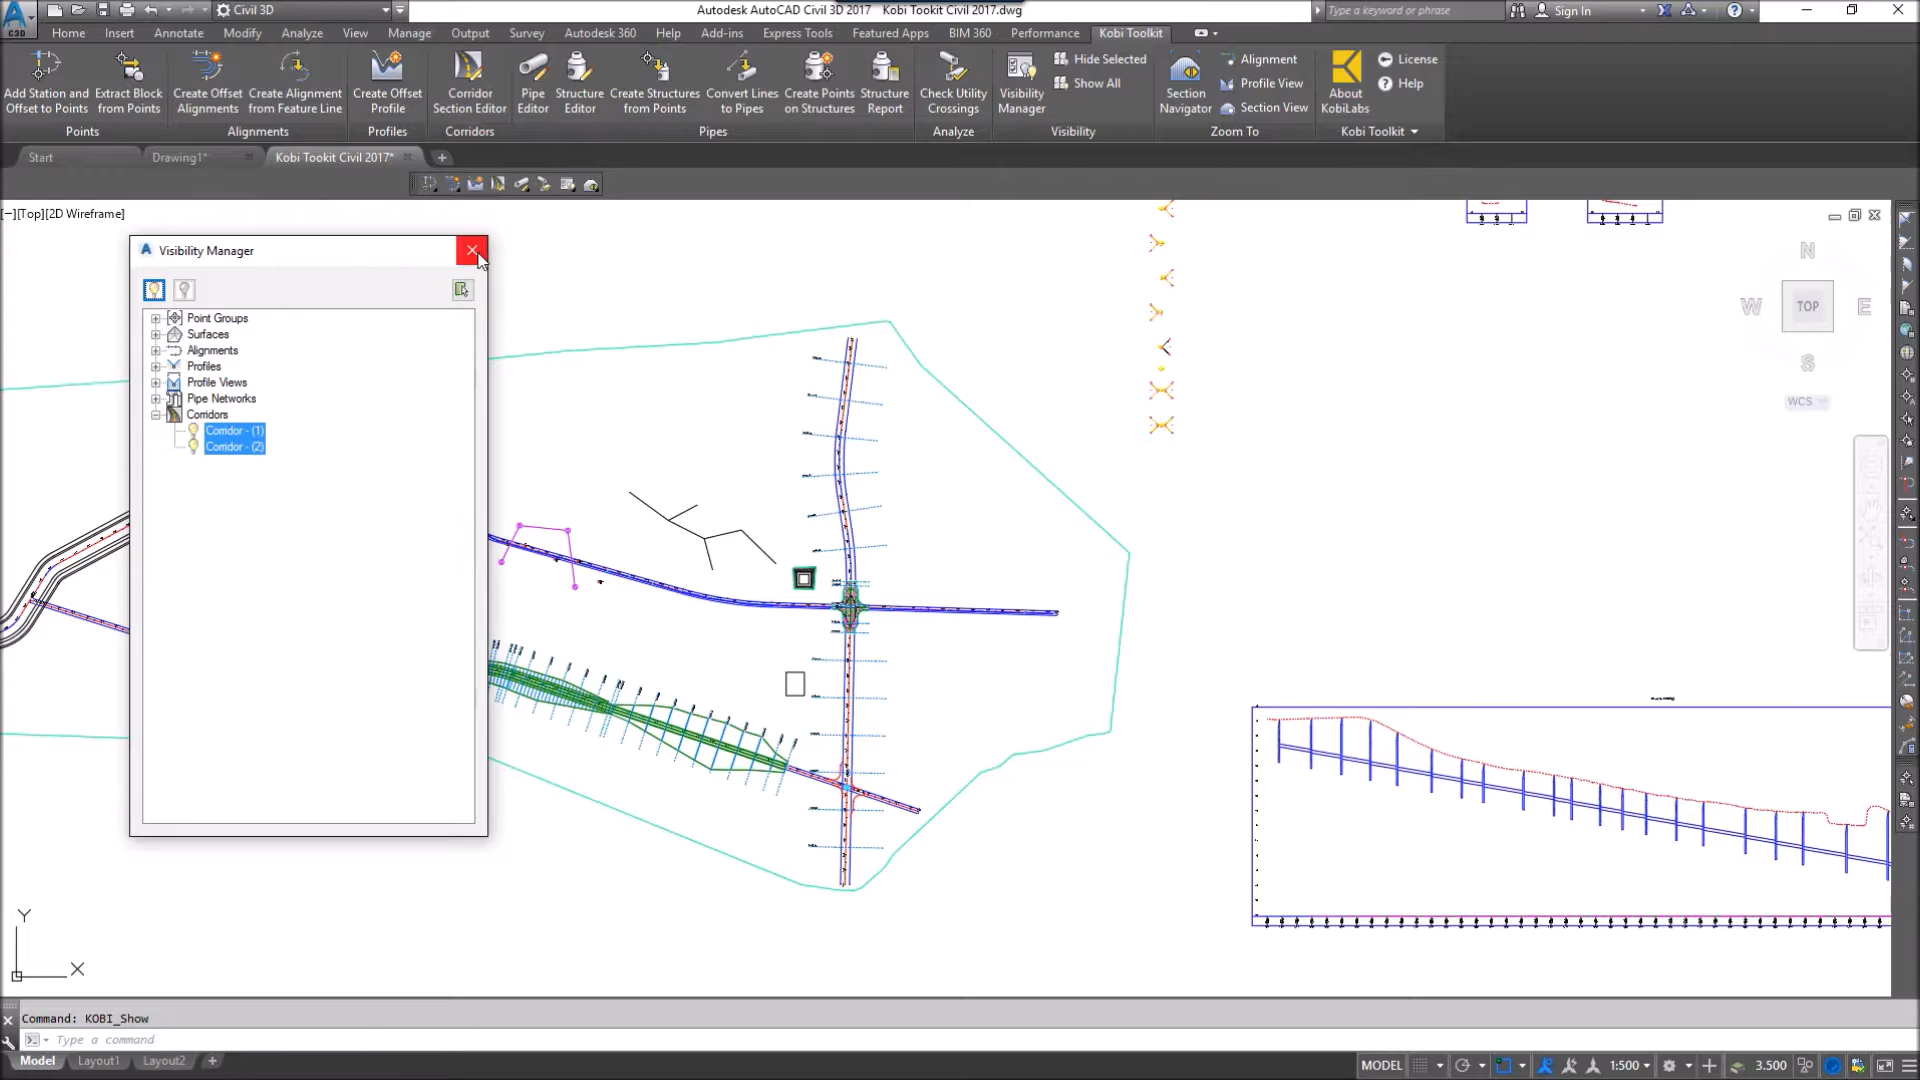 Civil 3D
Autodesk AutoCAD Civil 3D 2017 Kobi Tookit Civil 2017.dwg
Type a keyword or phrase
Sign In
C3D
Home Insert Annotate Modify Analyze View Manage Output Survey Autodesk 360 Help Add-ins Express Tools Featured Apps BIM 360 Performance Kobi Toolkit
Add Station and Offset to Points
Extract Block from Points
Create Offset Alignments
Create Alignment from Feature Line
Create Offset Profile
Corridor Section Editor
Pipe Editor
Structure Editor
Create Structures from Points
Convert Lines to Pipes
Create Points on Structures
Structure Report
Check Utility Crossings
Visibility Manager
Hide Selected
Show All
Section Navigator
Alignment
Profile View
Section View
About KobiLabs
License
Help
Points Alignments Profiles Corridors Pipes Analyze Visibility Zoom To Kobi Toolkit
Start Drawing1* Kobi Tookit Civil 2017*
[−][Top][2D Wireframe]
Visibility Manager
Point Groups
Surfaces
Alignments
Profiles
Profile Views
Pipe Networks
Corridors
Corridor - (1)
Corridor - (2)
N
W TOP E
S
WCS
Y
X
Command: KOBI_Show
Type a command
Model Layout1 Layout2 +
MODEL 1:500 3.500